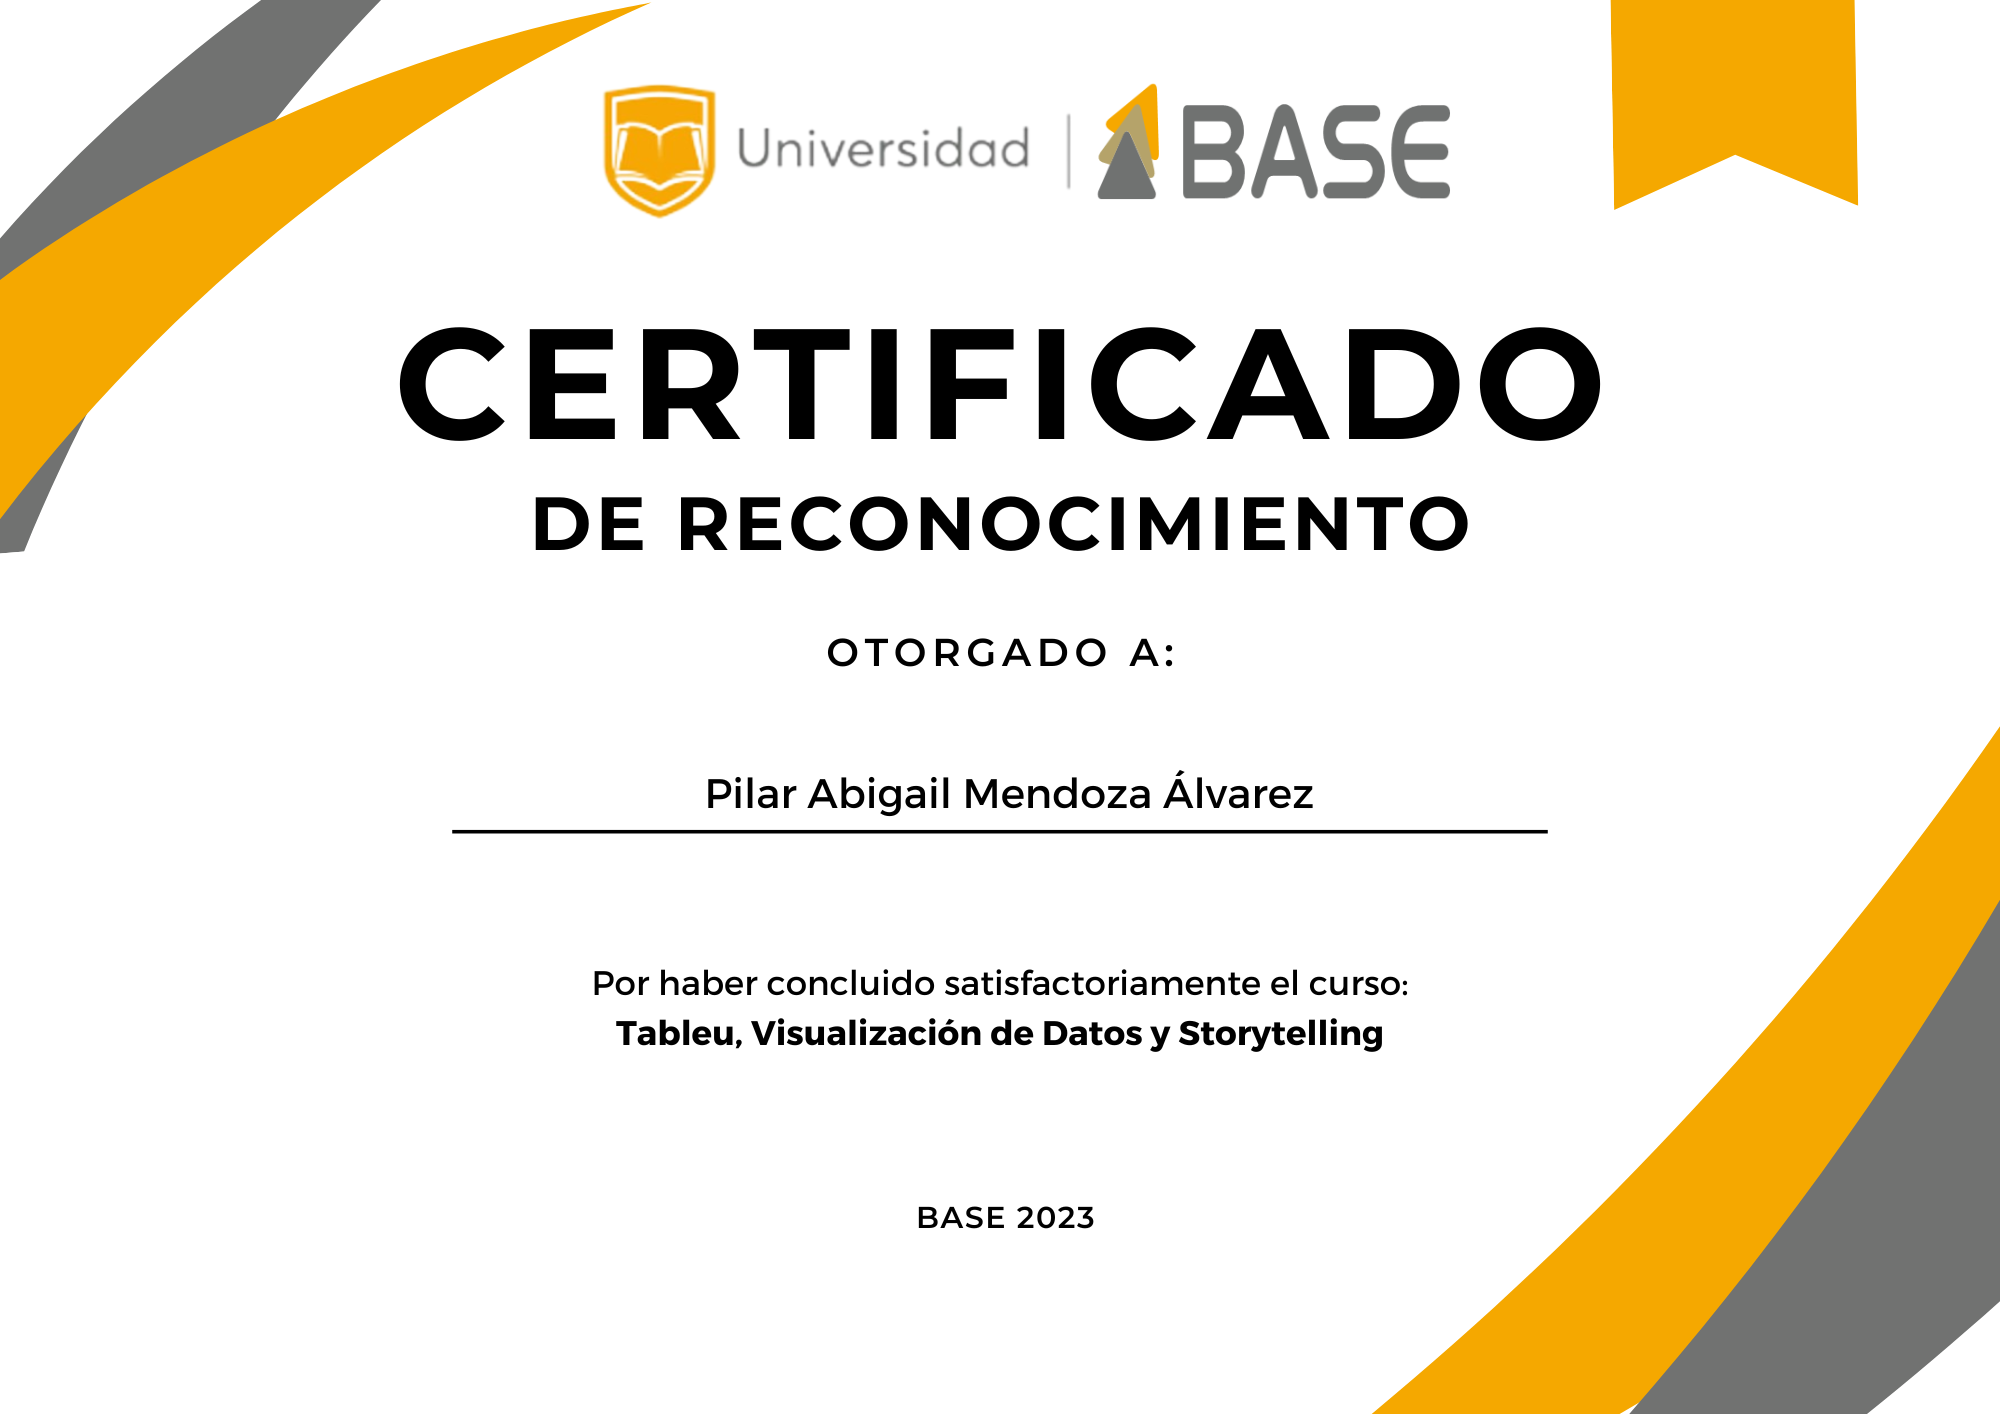 Universidad | BASE
CERTIFICADO
DE RECONOCIMIENTO
OTORGADO A:
Pilar Abigail Mendoza Álvarez
Por haber concluido satisfactoriamente el curso:
Tableu, Visualización de Datos y Storytelling
BASE 2023